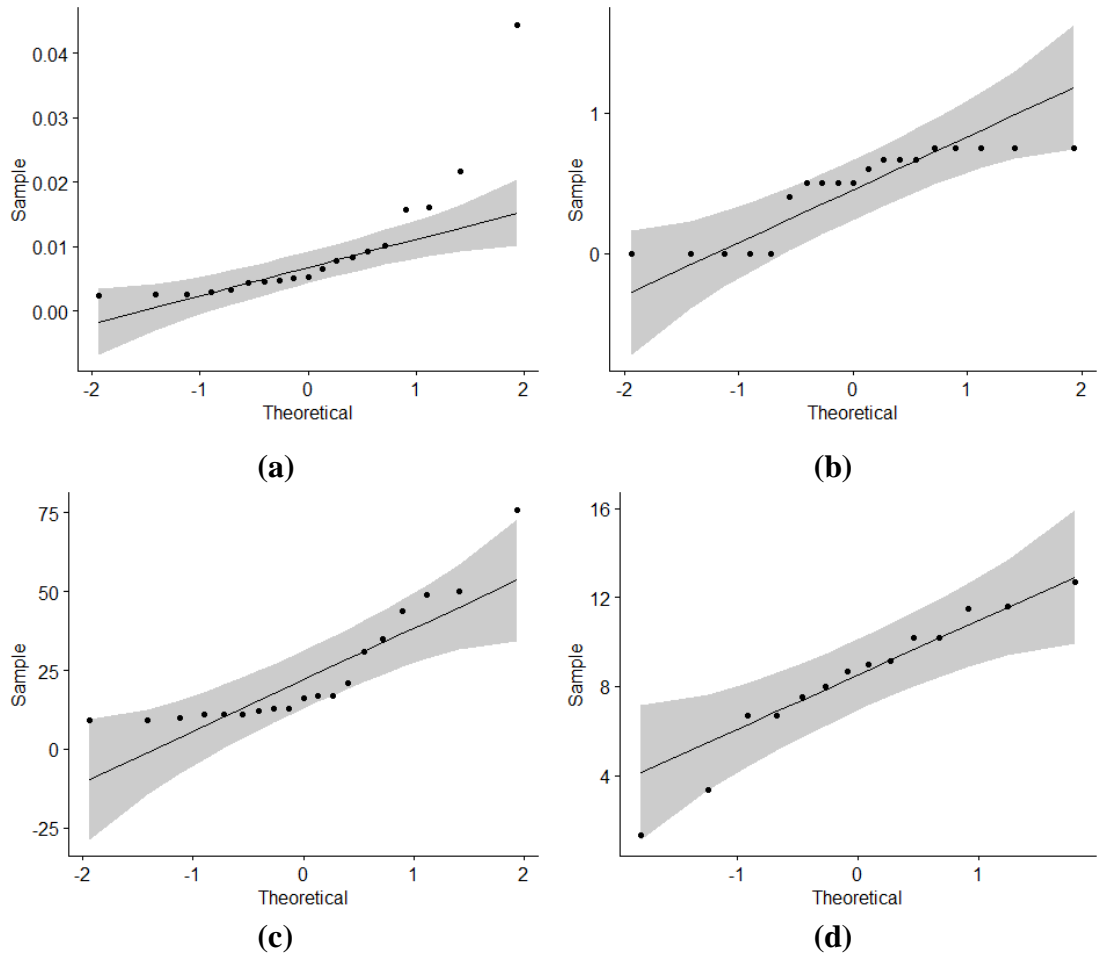 0.04
0.03
0.02
0.01
0.00
Sample
-2 -1 0 1 2
Theoretical
(a)
1
0
Sample
-2 -1 0 1 2
Theoretical
(b)
75
50
25
0
-25
Sample
-2 -1 0 1 2
Theoretical
(c)
16
12
8
4
Sample
-1 0 1
Theoretical
(d)